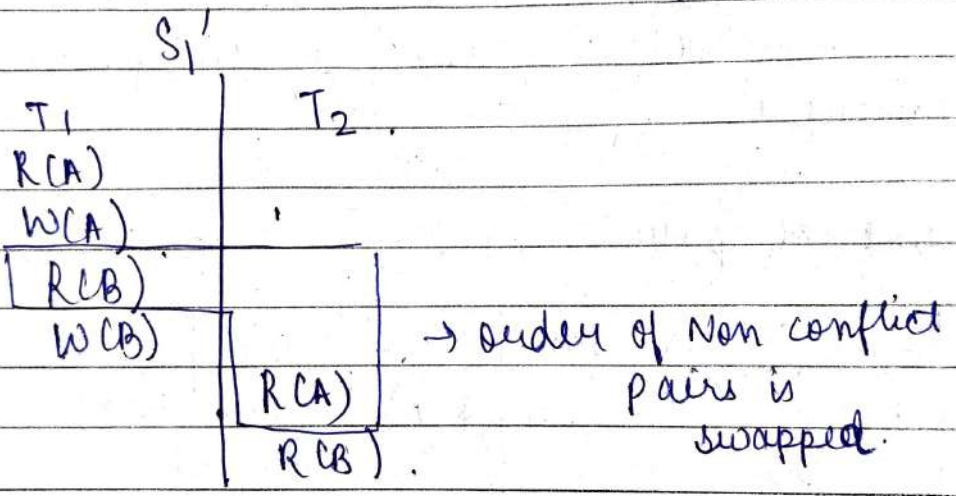 S₁'
T₁ T₂.
R(A)
W(A)
R(B)
W(B) → order of Non conflict
R(A) pairs is
swapped.
R(B).